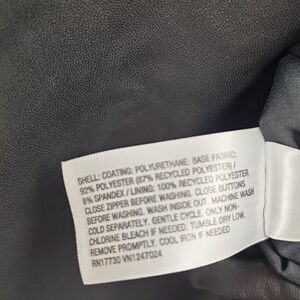 SHELL: COATING: POLYURETHANE: BASE FABRIC:
92% POLYESTER (87% RECYCLED POLYESTER) /
8% SPANDEX / LINING: 100% RECYCLED POLYESTER
CLOSE ZIPPER BEFORE WASHING. CLOSE BUTTONS
BEFORE WASHING. WASH INSIDE OUT. MACHINE WASH
COLD SEPARATELY. GENTLE CYCLE. ONLY NON-
CHLORINE BLEACH IF NEEDED. TUMBLE DRY LOW.
REMOVE PROMPTLY. COOL IRON IF NEEDED
RN17730 VN1247024